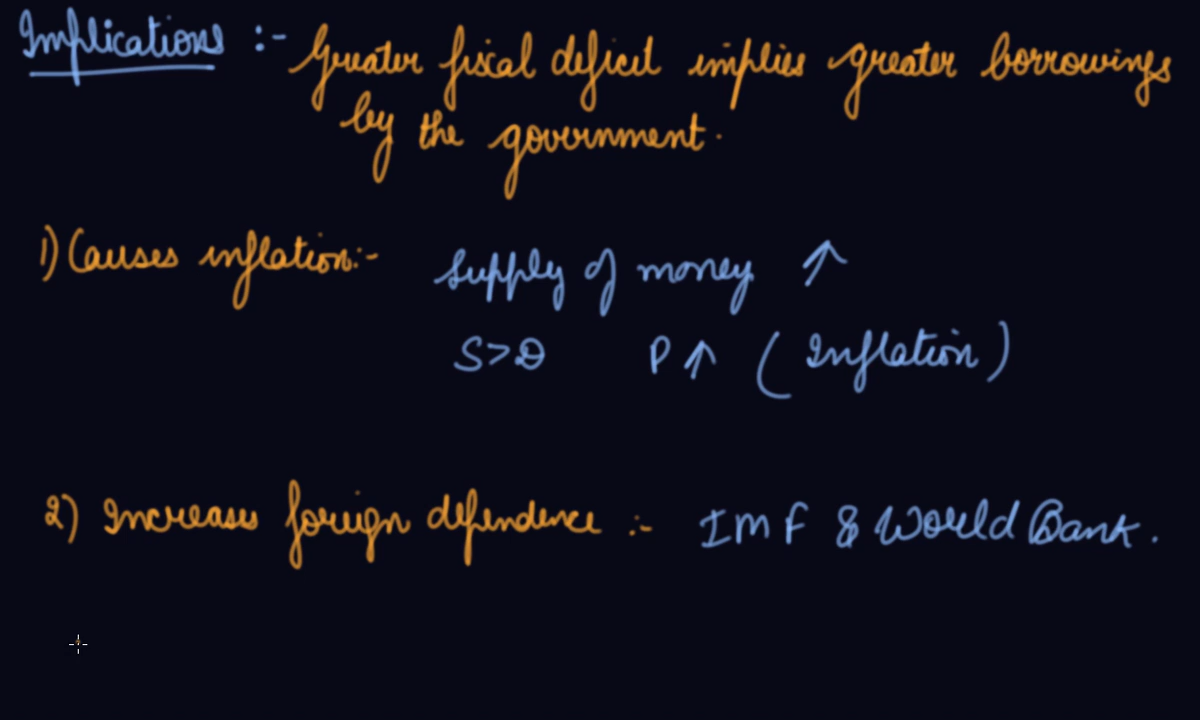 Implications :- Greater fiscal deficit implies greater borrowings
by the government.
1) Causes inflation:- Supply of money ↑
S>D P↑ (Inflation)
2) Increases foreign dependence :- IMF & World Bank.